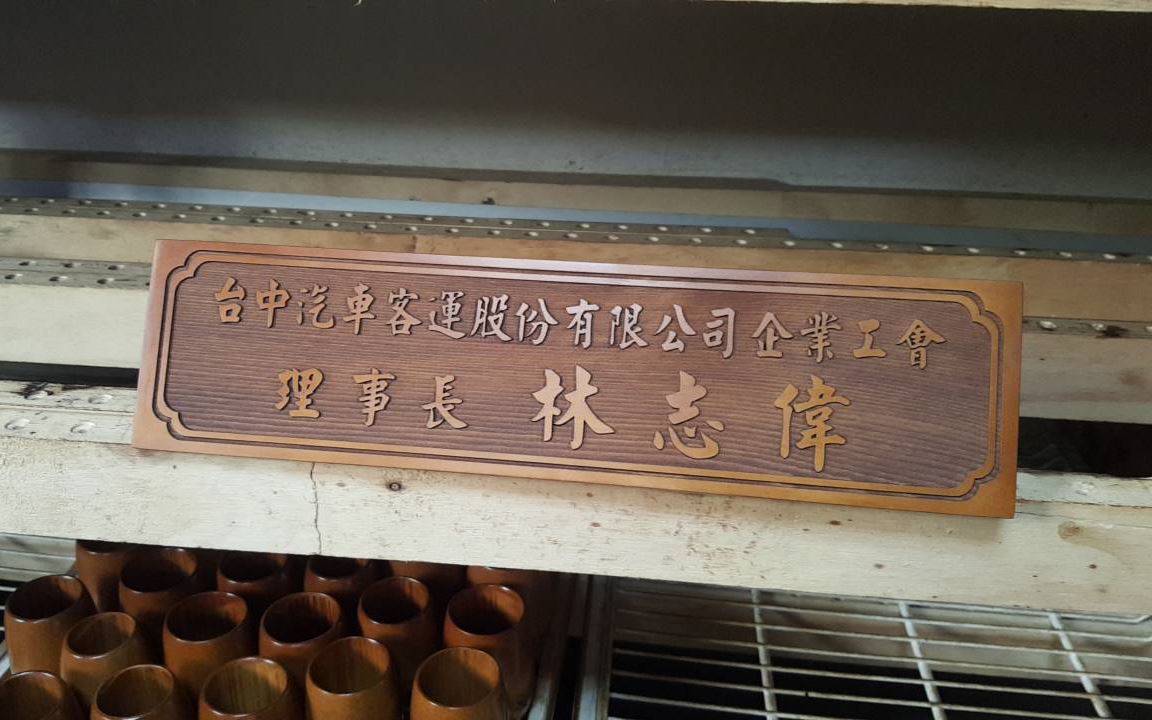 台中汽車客運股份有限公司企業工會
理事長 林志偉